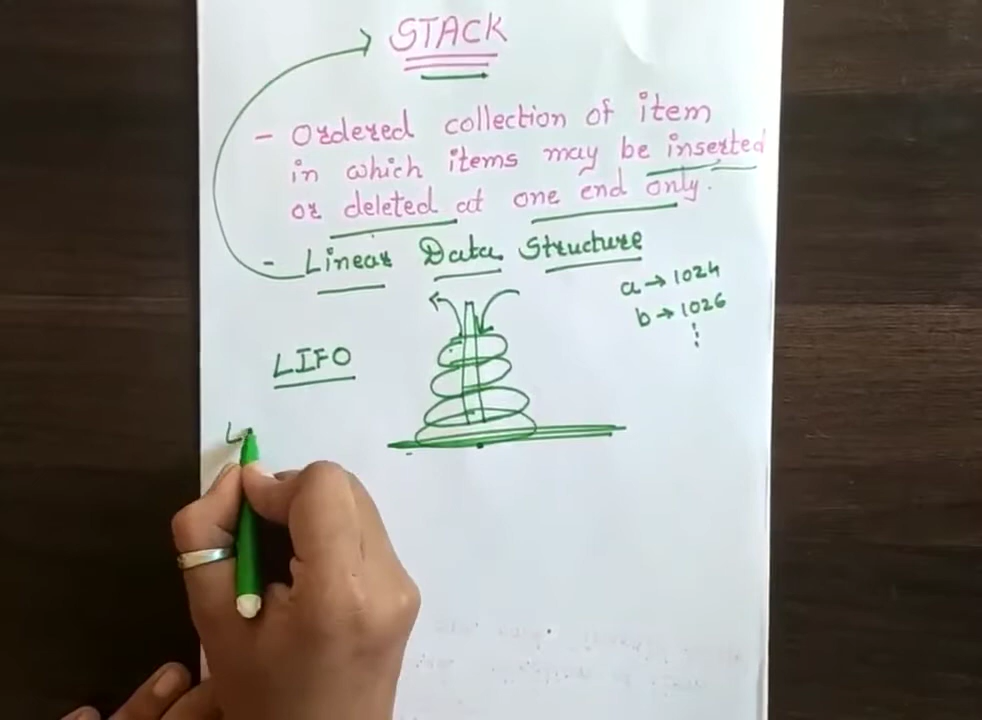 STACK
- Ordered collection of item
in which items may be inserted
or deleted at one end only.
- Linear Data Structure
a → 1024
b → 1026
LIFO
L